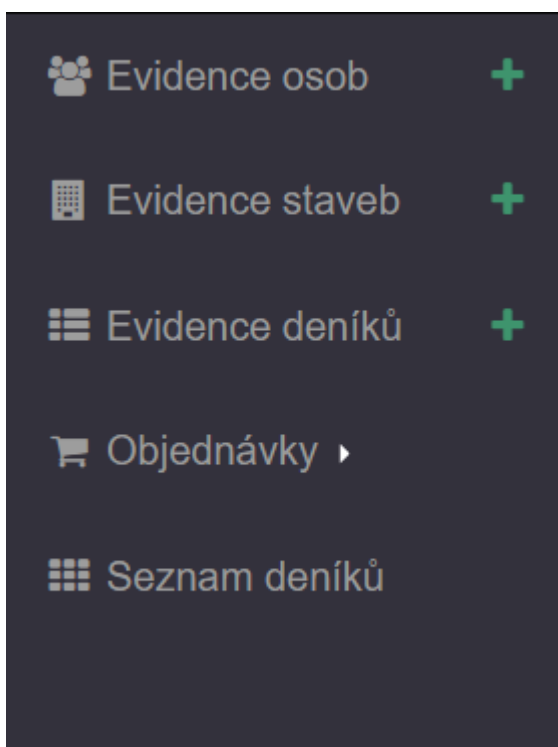 Evidence osob
Evidence staveb
Evidence deníků
Objednávky
Seznam deníků